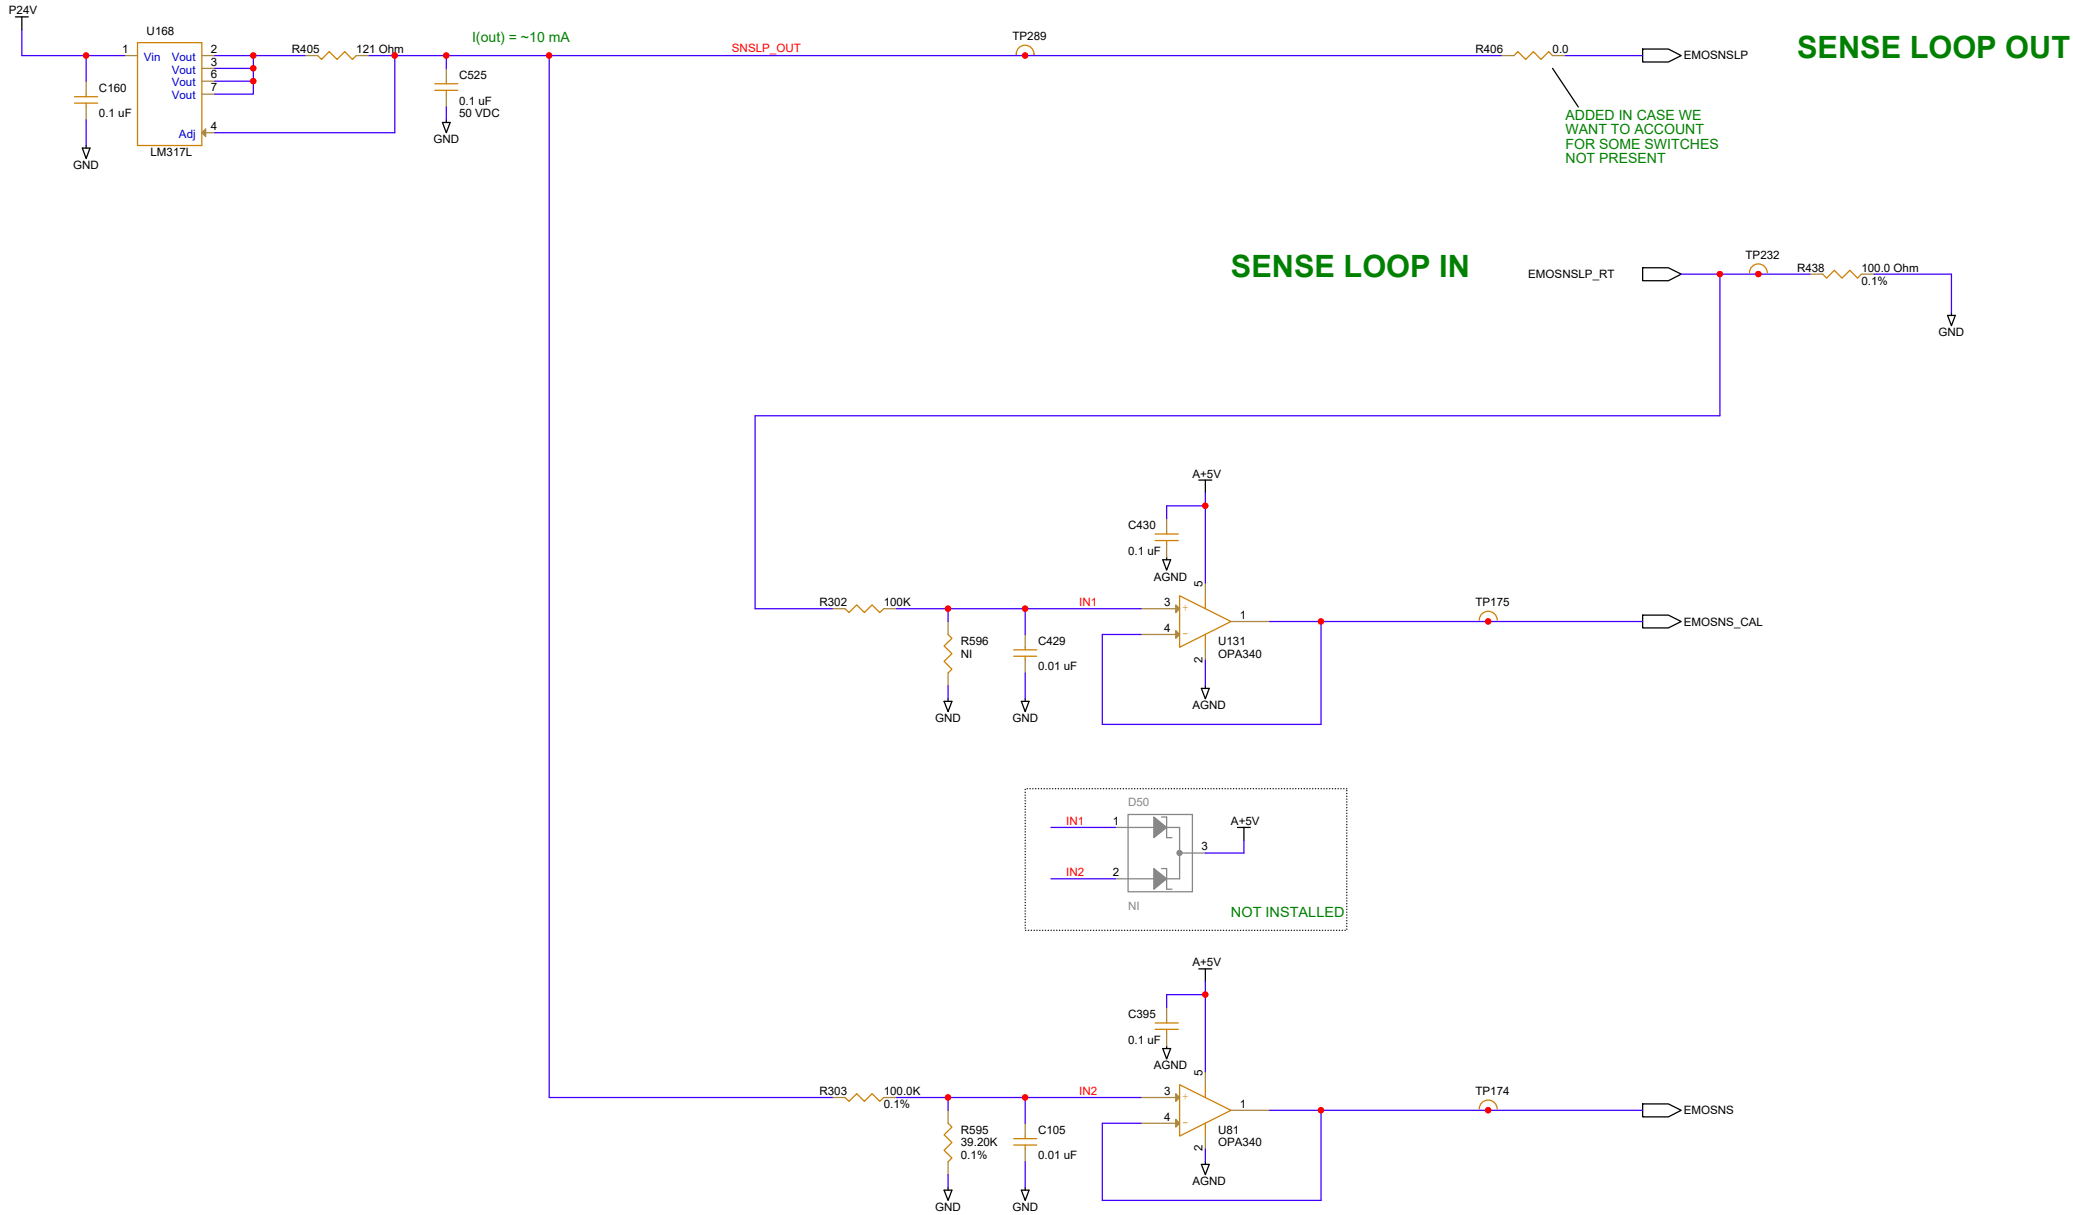 P24V
U168
1
Vin
Vout
2
Vout
3
Vout
6
Vout
7
Adj
4
LM317L
C160
0.1 uF
GND
R405
121 Ohm
I(out) = ~10 mA
C525
0.1 uF
50 VDC
GND
SNSLP_OUT
TP289
R406
0.0
EMOSNSLP
SENSE LOOP OUT
ADDED IN CASE WE
WANT TO ACCOUNT
FOR SOME SWITCHES
NOT PRESENT
SENSE LOOP IN
EMOSNSLP_RT
TP232
R438
100.0 Ohm
0.1%
GND
A+5V
C430
0.1 uF
AGND
5
R302
100K
IN1
3
+
4
−
1
2
U131
OPA340
AGND
R596
NI
GND
C429
0.01 uF
GND
TP175
EMOSNS_CAL
D50
IN1
1
IN2
2
3
A+5V
NI
NOT INSTALLED
A+5V
C395
0.1 uF
AGND
5
R303
100.0K
0.1%
IN2
3
+
4
−
1
2
U81
OPA340
AGND
R595
39.20K
0.1%
GND
C105
0.01 uF
GND
TP174
EMOSNS